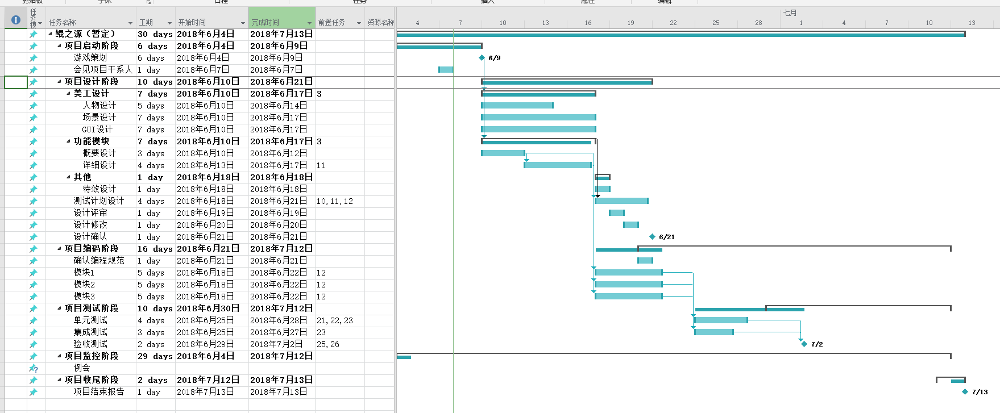 剪贴板 字体 日程 任务 插入 属性 编辑
任务模 任务名称 工期 开始时间 完成时间 前置任务 资源名称
七月
4 7 10 13 16 19 22 25 28 1 4 7 10 13
鲲之源（暂定） 30 days 2018年6月4日 2018年7月13日
项目启动阶段 6 days 2018年6月4日 2018年6月9日
游戏策划 6 days 2018年6月4日 2018年6月9日 6/9
会见项目干系人 1 day 2018年6月7日 2018年6月7日
项目设计阶段 10 days 2018年6月10日 2018年6月21日
美工设计 7 days 2018年6月10日 2018年6月17日 3
人物设计 5 days 2018年6月10日 2018年6月14日
场景设计 7 days 2018年6月10日 2018年6月17日
GUI设计 7 days 2018年6月10日 2018年6月17日
功能模块 7 days 2018年6月10日 2018年6月17日 3
概要设计 3 days 2018年6月10日 2018年6月12日
详细设计 4 days 2018年6月13日 2018年6月17日 11
其他 1 day 2018年6月18日 2018年6月18日
特效设计 1 day 2018年6月18日 2018年6月18日
测试计划设计 4 days 2018年6月18日 2018年6月21日 10,11,12
设计评审 1 day 2018年6月19日 2018年6月19日
设计修改 1 day 2018年6月20日 2018年6月20日
设计确认 1 day 2018年6月21日 2018年6月21日 6/21
项目编码阶段 16 days 2018年6月21日 2018年7月12日
确认编程规范 1 day 2018年6月21日 2018年6月21日
模块1 5 days 2018年6月18日 2018年6月22日 12
模块2 5 days 2018年6月18日 2018年6月22日 12
模块3 5 days 2018年6月18日 2018年6月22日 12
项目测试阶段 10 days 2018年6月30日 2018年7月12日
单元测试 4 days 2018年6月25日 2018年6月28日 21,22,23
集成测试 3 days 2018年6月25日 2018年6月27日 23
验收测试 2 days 2018年6月29日 2018年7月2日 25,26 7/2
项目监控阶段 29 days 2018年6月4日 2018年7月12日
例会
项目收尾阶段 2 days 2018年7月12日 2018年7月13日
项目结束报告 1 day 2018年7月13日 2018年7月13日 7/13